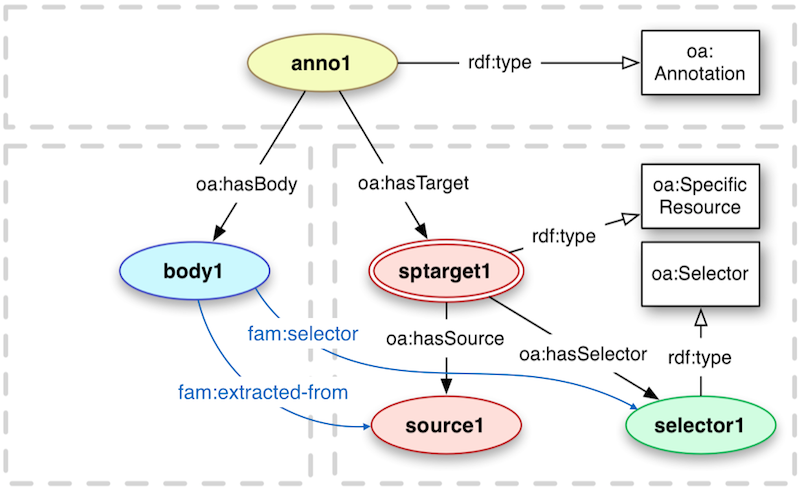 anno1
rdf:type
oa:
Annotation
oa:hasBody
oa:hasTarget
oa:Specific
Resource
rdf:type
body1
sptarget1
oa:Selector
fam:selector
oa:hasSource
oa:hasSelector
rdf:type
fam:extracted-from
source1
selector1